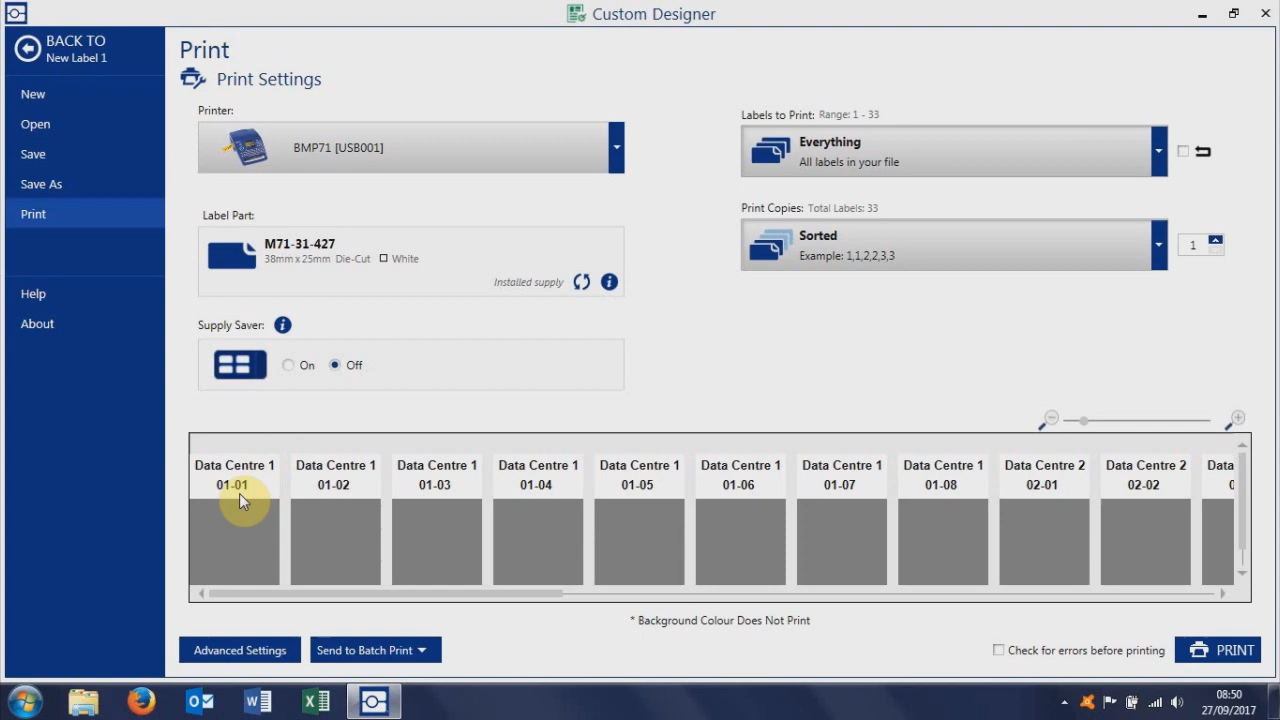 Custom Designer
BACK TO
New Label 1
New
Open
Save
Save As
Print
Help
About
Print
Print Settings
Printer:
BMP71 [USB001]
Label Part:
M71-31-427
38mm x 25mm Die-Cut White
Installed supply
Supply Saver:
On Off
Labels to Print: Range: 1 - 33
Everything
All labels in your file
Print Copies: Total Labels: 33
Sorted
Example: 1,1,2,2,3,3
1
Data Centre 1 Data Centre 1 Data Centre 1 Data Centre 1 Data Centre 1 Data Centre 1 Data Centre 1 Data Centre 1 Data Centre 2 Data Centre 2 Data
01-01 01-02 01-03 01-04 01-05 01-06 01-07 01-08 02-01 02-02 0
* Background Colour Does Not Print
Advanced Settings Send to Batch Print Check for errors before printing PRINT
08:50
27/09/2017